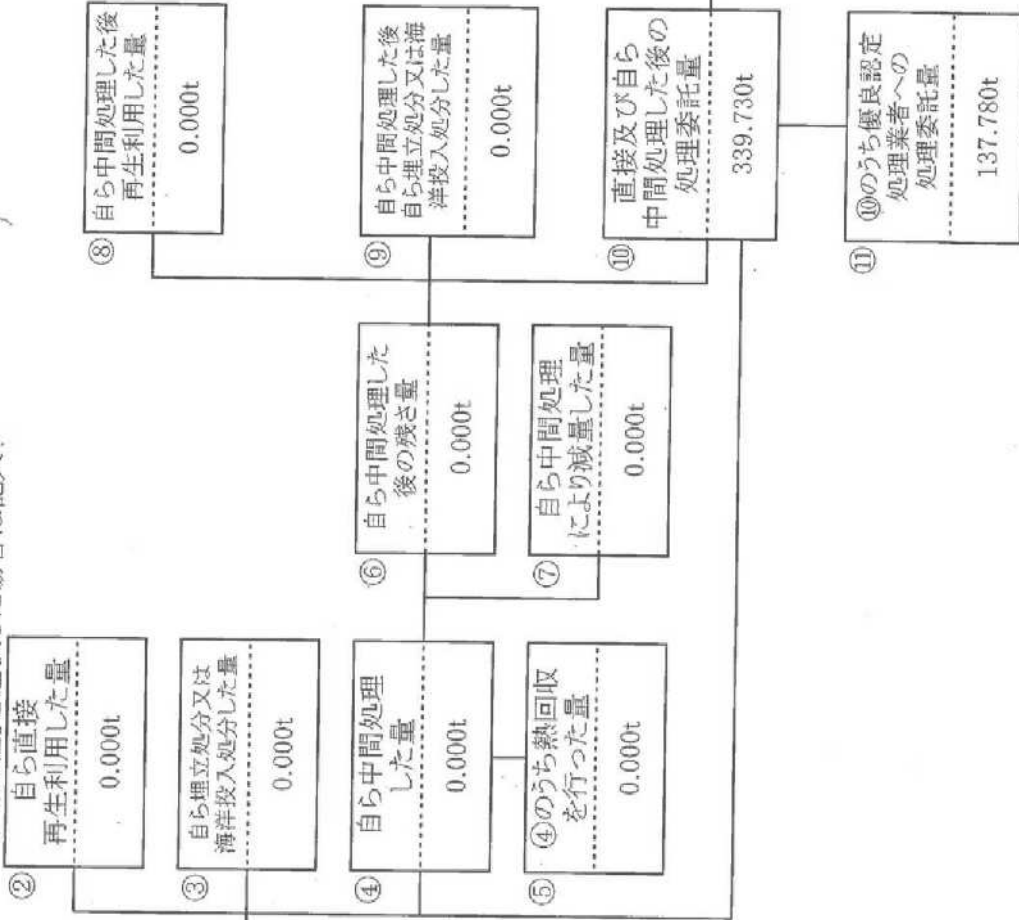 ②
自ら直接
再生利用した量
0.000t
③
自ら埋立処分又は
海洋投入処分した量
0.000t
④
自ら中間処理
した量
0.000t
⑤
④のうち熱回収
を行った量
0.000t
⑥
自ら中間処理した
後の残さ量
0.000t
⑦
自ら中間処理
により減量した量
0.000t
⑧
自ら中間処理した後
再生利用した量
0.000t
⑨
自ら中間処理した後
自ら埋立処分又は海
洋投入処分した量
0.000t
⑩
直接及び自ら
中間処理した後の
処理委託量
339.730t
⑪
⑩のうち優良認定
処理業者への
処理委託量
137.780t